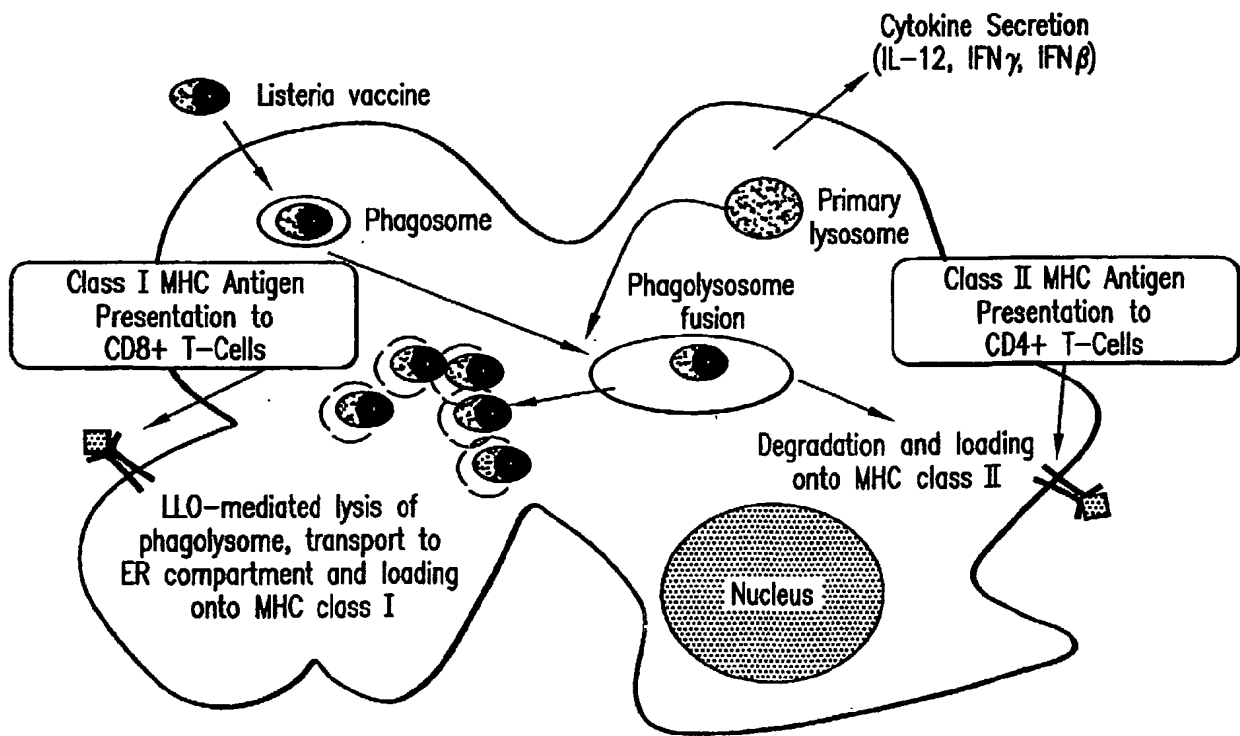 Cytokine Secretion
(IL-12, IFNγ, IFNβ)
Listeria vaccine
Phagosome
Primary
lysosome
Class I MHC Antigen
Presentation to
CD8+ T-Cells
Phagolysosome
fusion
Class II MHC Antigen
Presentation to
CD4+ T-Cells
Degradation and loading
onto MHC class II
LLO-mediated lysis of
phagolysome, transport to
ER compartment and loading
onto MHC class I
Nucleus